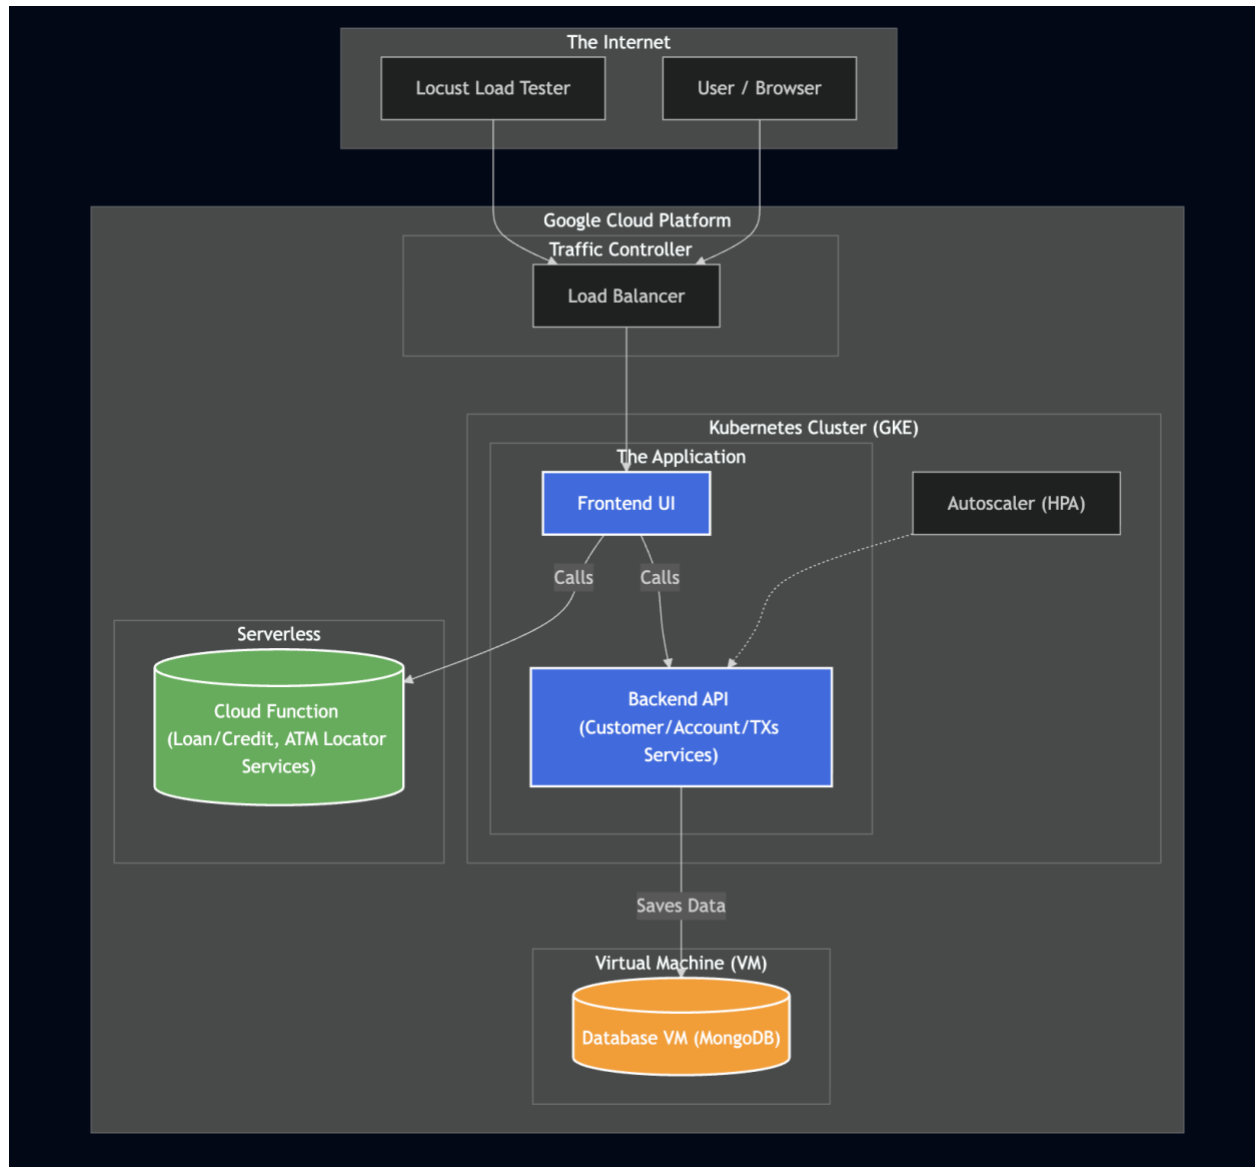 The Internet
Locust Load Tester
User / Browser
Google Cloud Platform
Traffic Controller
Load Balancer
Kubernetes Cluster (GKE)
The Application
Frontend UI
Autoscaler (HPA)
Calls
Calls
Serverless
Cloud Function
(Loan/Credit, ATM Locator
Services)
Backend API
(Customer/Account/TXs
Services)
Saves Data
Virtual Machine (VM)
Database VM (MongoDB)